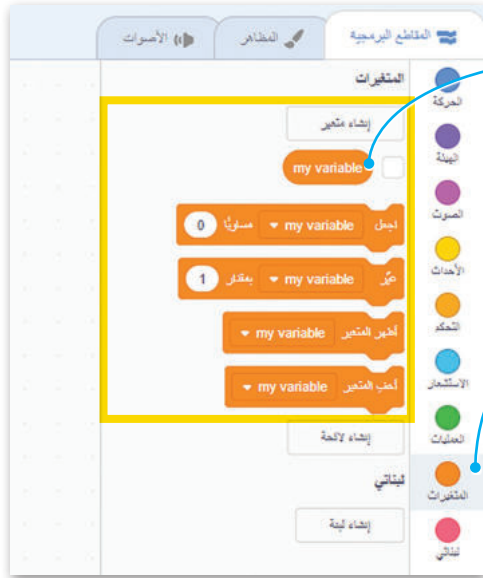 المقاطع البرمجية
المظاهر
الأصوات
المتغيرات
إنشاء متغير
my variable
اجعل my variable مساويًا 0
غيِّر my variable بمقدار 1
أظهر المتغير my variable
أخفِ المتغير my variable
إنشاء لائحة
لبناتي
إنشاء لبنة
الحركة
الهيئة
الصوت
الأحداث
التحكم
الاستشعار
العمليات
المتغيرات
لبناتي